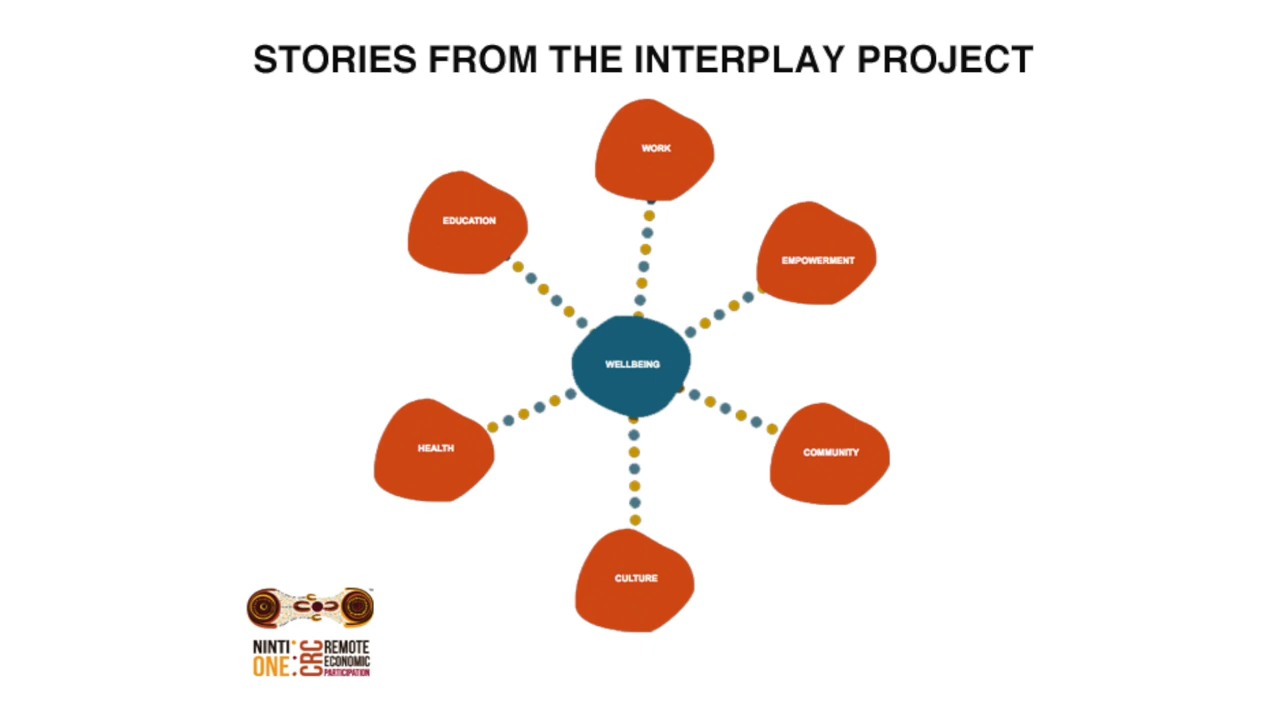 STORIES FROM THE INTERPLAY PROJECT
WORK
EDUCATION
EMPOWERMENT
WELLBEING
HEALTH
COMMUNITY
CULTURE
NINTI ONE
CRC
REMOTE
ECONOMIC
PARTICIPATION